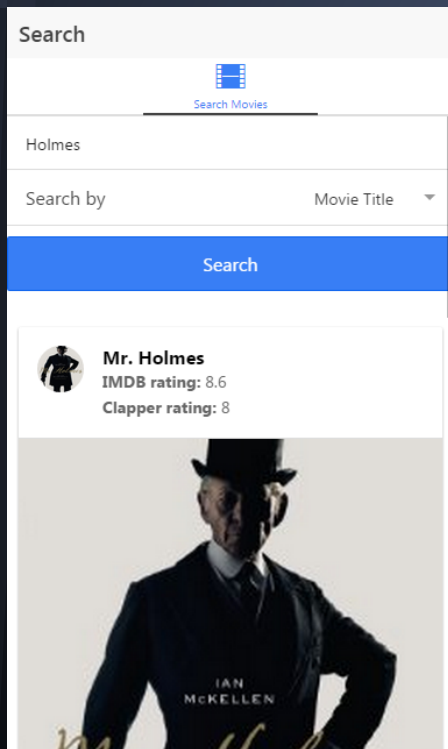 Search
Search Movies
Holmes
Search by Movie Title
Search
Mr. Holmes
IMDB rating: 8.6
Clapper rating: 8
IAN
McKELLEN